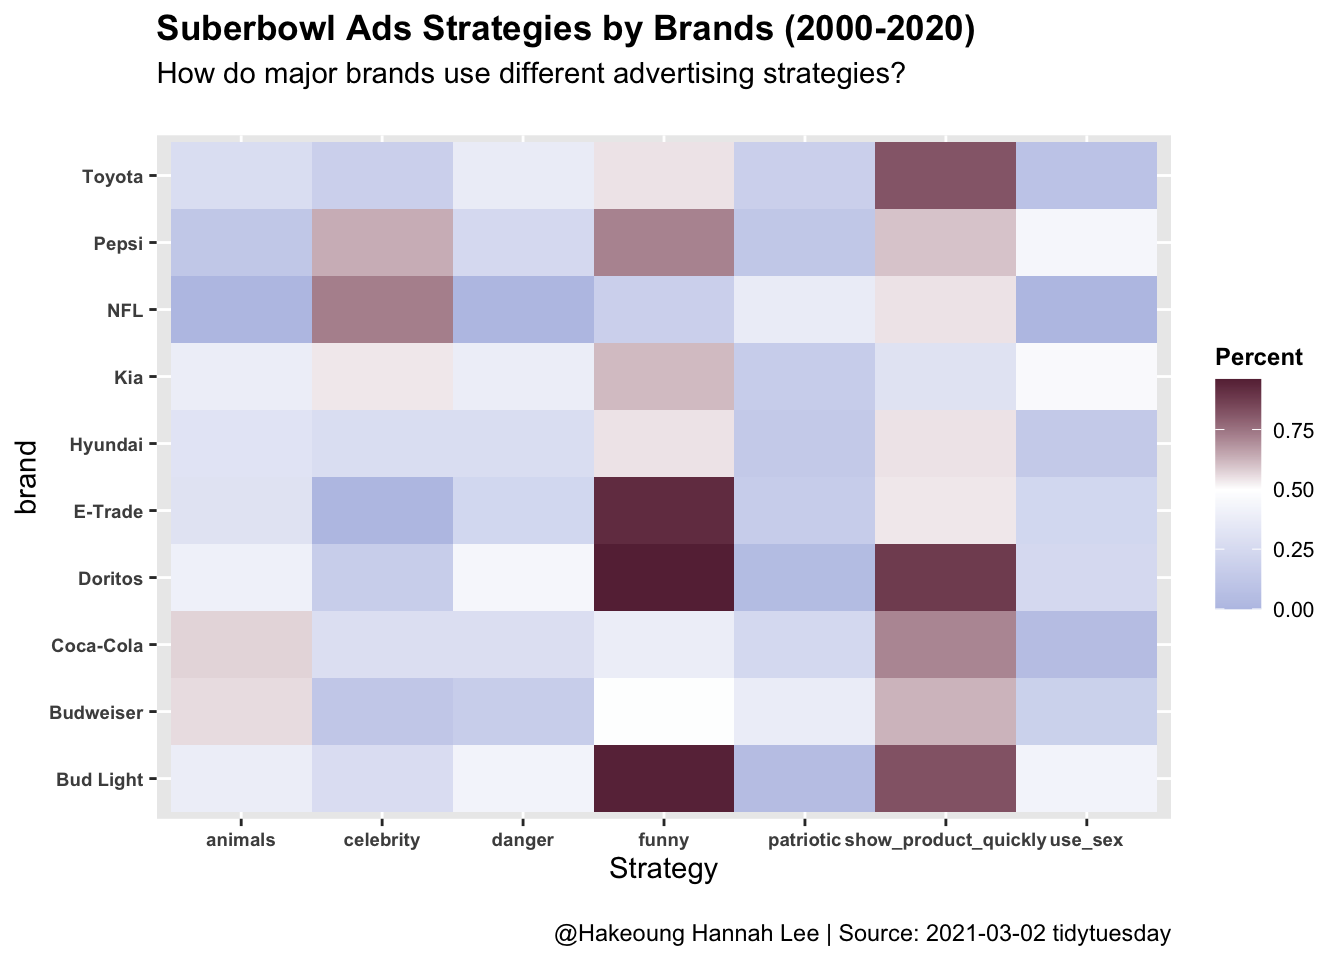 Suberbowl Ads Strategies by Brands (2000-2020)
How do major brands use different advertising strategies?
Toyota
Pepsi
NFL
Kia
Hyundai
E-Trade
Doritos
Coca-Cola
Budweiser
Bud Light
brand
animals celebrity danger funny patriotic show_product_quickly use_sex
Strategy
Percent
0.75
0.50
0.25
0.00
@Hakeoung Hannah Lee | Source: 2021-03-02 tidytuesday